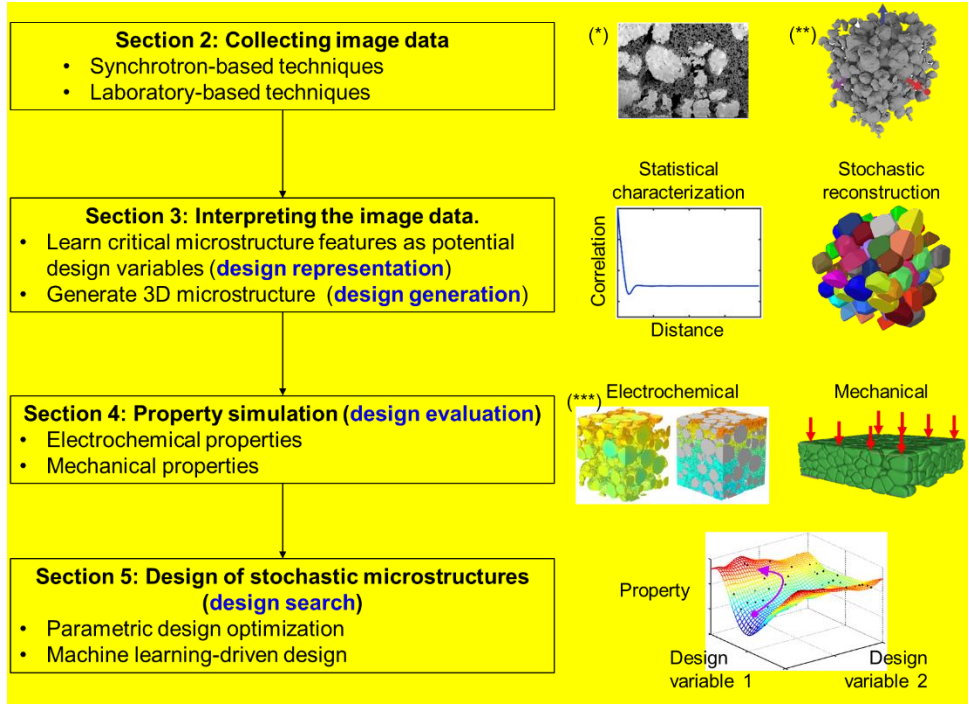 Section 2: Collecting image data
• Synchrotron-based techniques
• Laboratory-based techniques
(*)
(**)
Section 3: Interpreting the image data.
• Learn critical microstructure features as potential
design variables (design representation)
• Generate 3D microstructure (design generation)
Statistical
characterization
Correlation
Distance
Stochastic
reconstruction
Section 4: Property simulation (design evaluation)
• Electrochemical properties
• Mechanical properties
(***)
Electrochemical
Mechanical
Section 5: Design of stochastic microstructures
(design search)
• Parametric design optimization
• Machine learning-driven design
Property
Design
variable 1
Design
variable 2